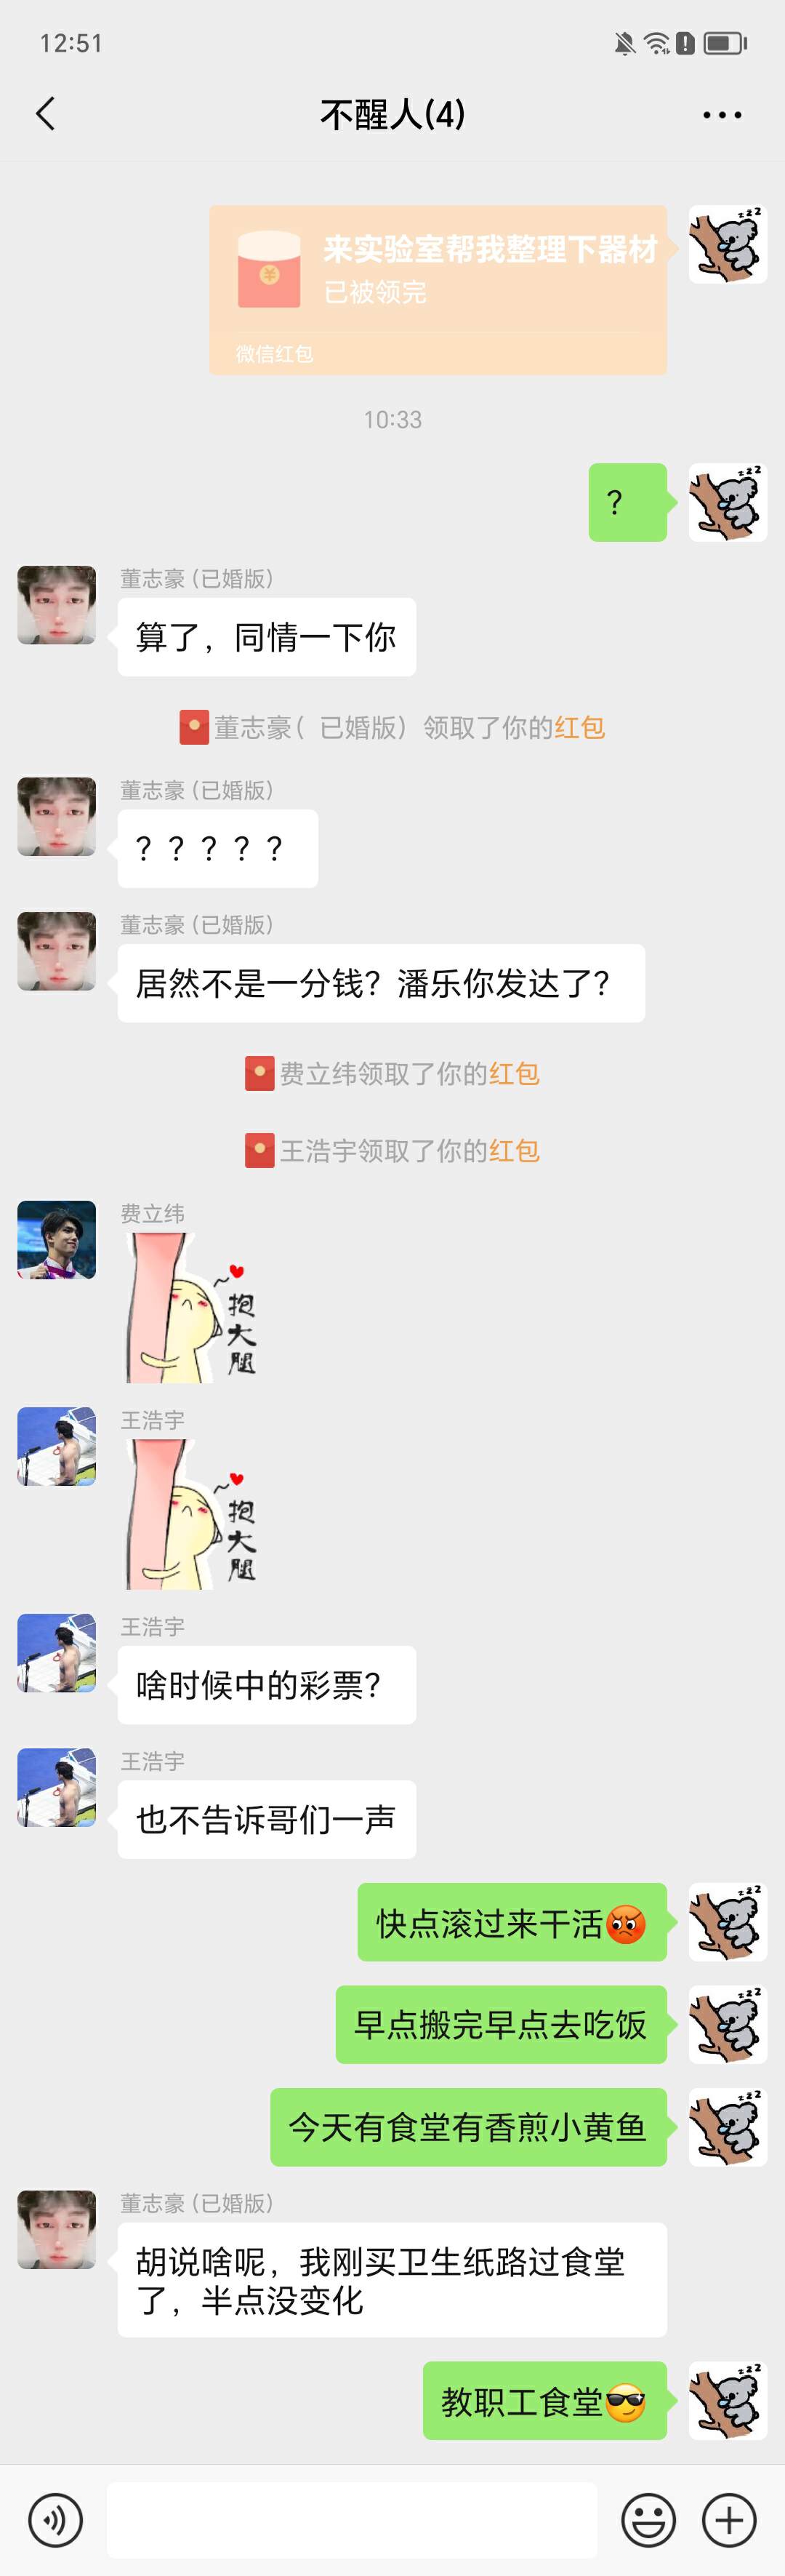 12:51
不醒人(4)
zzz
来实验室帮我整理下器材
已被领完
微信红包
10:33
?
zzz
董志豪(已婚版)
算了，同情一下你
董志豪（已婚版）领取了你的红包
董志豪(已婚版)
？？？？？
董志豪(已婚版)
居然不是一分钱？潘乐你发达了？
费立纬领取了你的红包
王浩宇领取了你的红包
费立纬
抱
大
腿
王浩宇
抱
大
腿
王浩宇
啥时候中的彩票？
王浩宇
也不告诉哥们一声
快点滚过来干活
zzz
早点搬完早点去吃饭
zzz
今天有食堂有香煎小黄鱼
zzz
董志豪(已婚版)
胡说啥呢，我刚买卫生纸路过食堂
了，半点没变化
教职工食堂
zzz